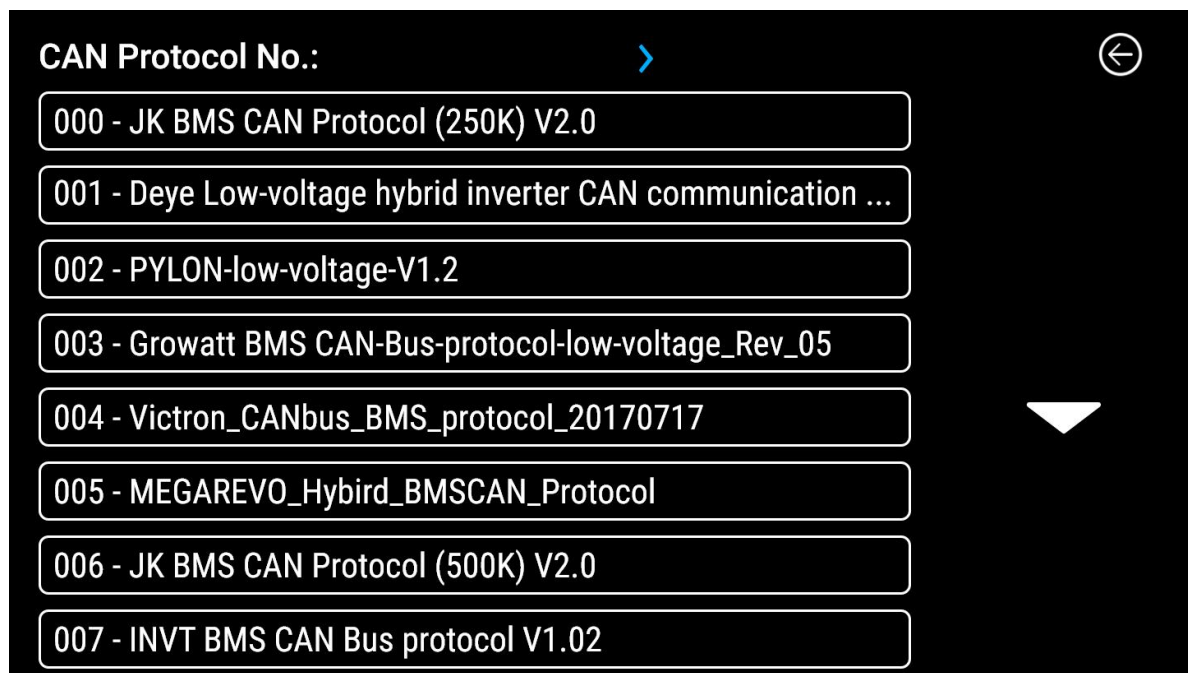 CAN Protocol No.:
000 - JK BMS CAN Protocol (250K) V2.0
001 - Deye Low-voltage hybrid inverter CAN communication ...
002 - PYLON-low-voltage-V1.2
003 - Growatt BMS CAN-Bus-protocol-low-voltage_Rev_05
004 - Victron_CANbus_BMS_protocol_20170717
005 - MEGAREVO_Hybird_BMSCAN_Protocol
006 - JK BMS CAN Protocol (500K) V2.0
007 - INVT BMS CAN Bus protocol V1.02